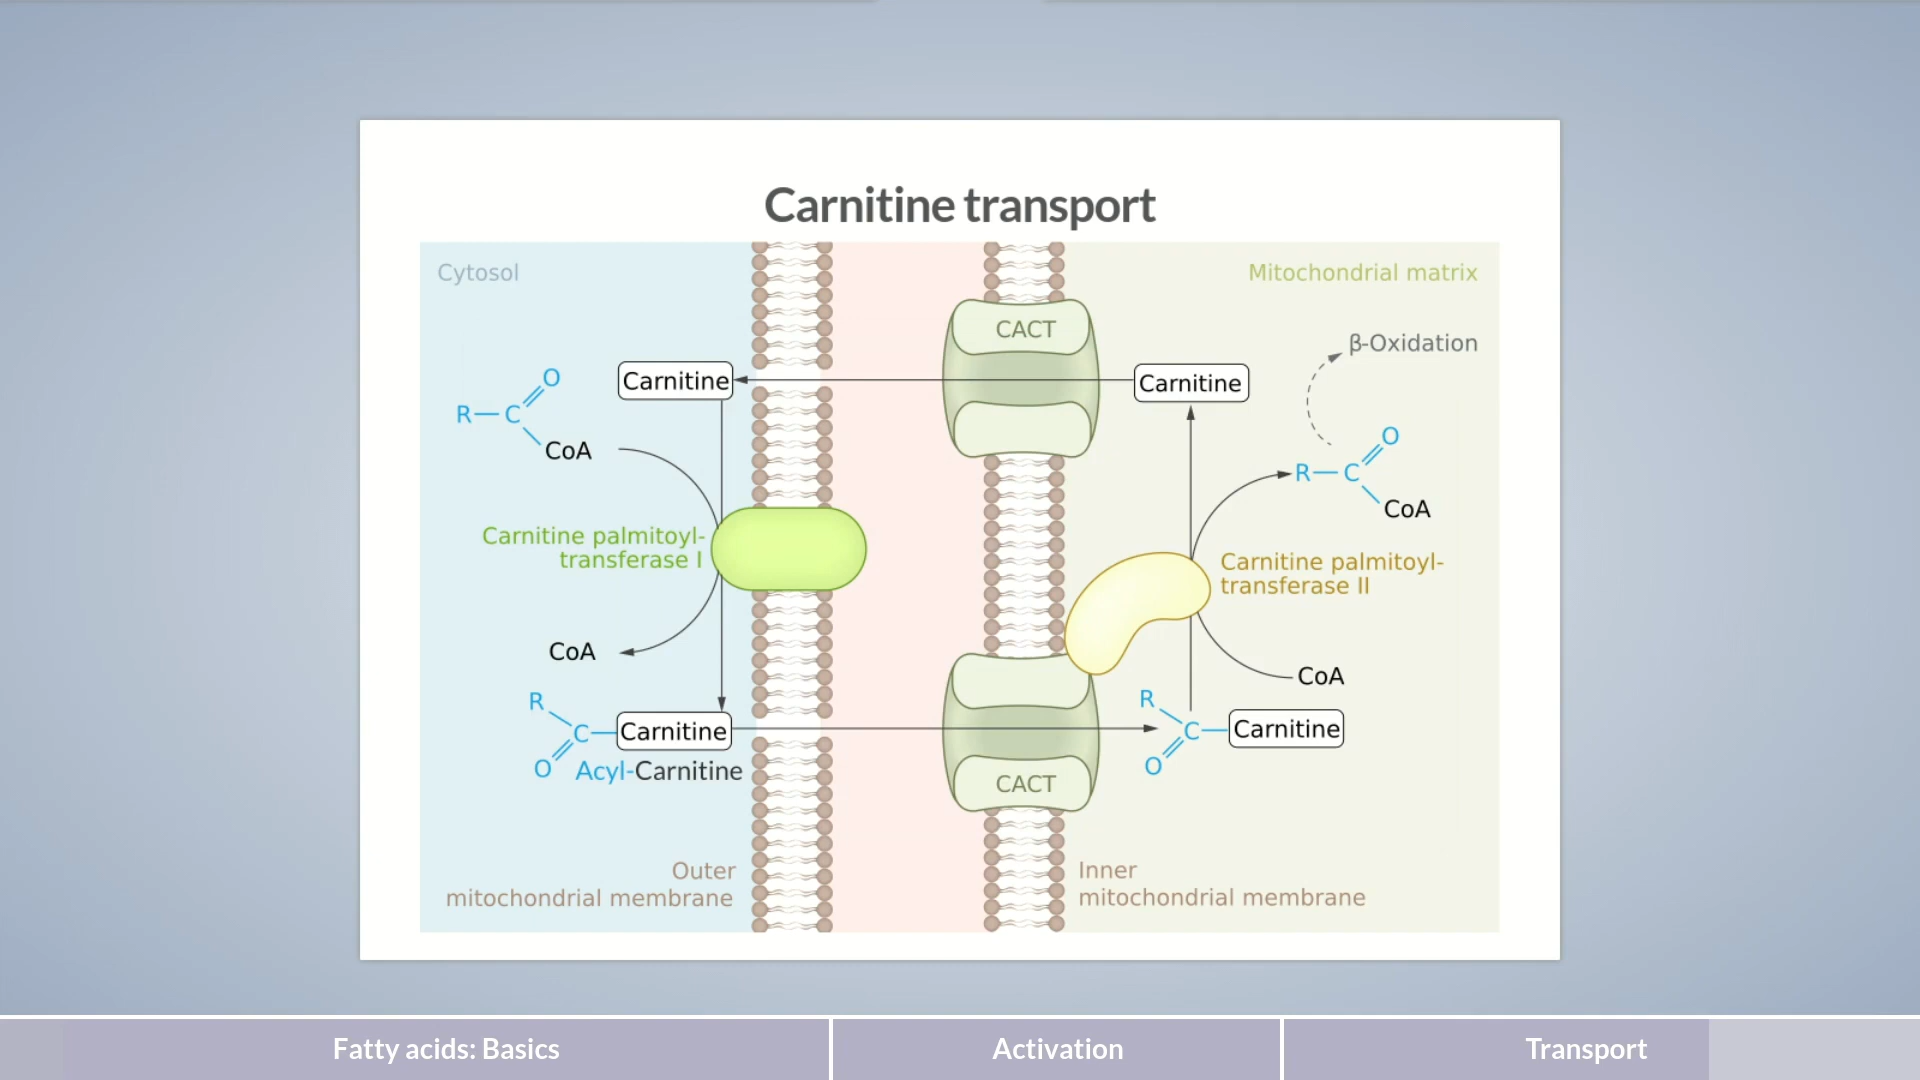 Carnitine transport
Cytosol
Mitochondrial matrix
CACT
β-Oxidation
Carnitine
Carnitine
O
R
C
CoA
O
R
C
CoA
Carnitine palmitoyl-
transferase I
Carnitine palmitoyl-
transferase II
CoA
CoA
R
C
Carnitine
O
Acyl-Carnitine
R
C
Carnitine
O
CACT
Outer
mitochondrial membrane
Inner
mitochondrial membrane
Fatty acids: Basics
Activation
Transport